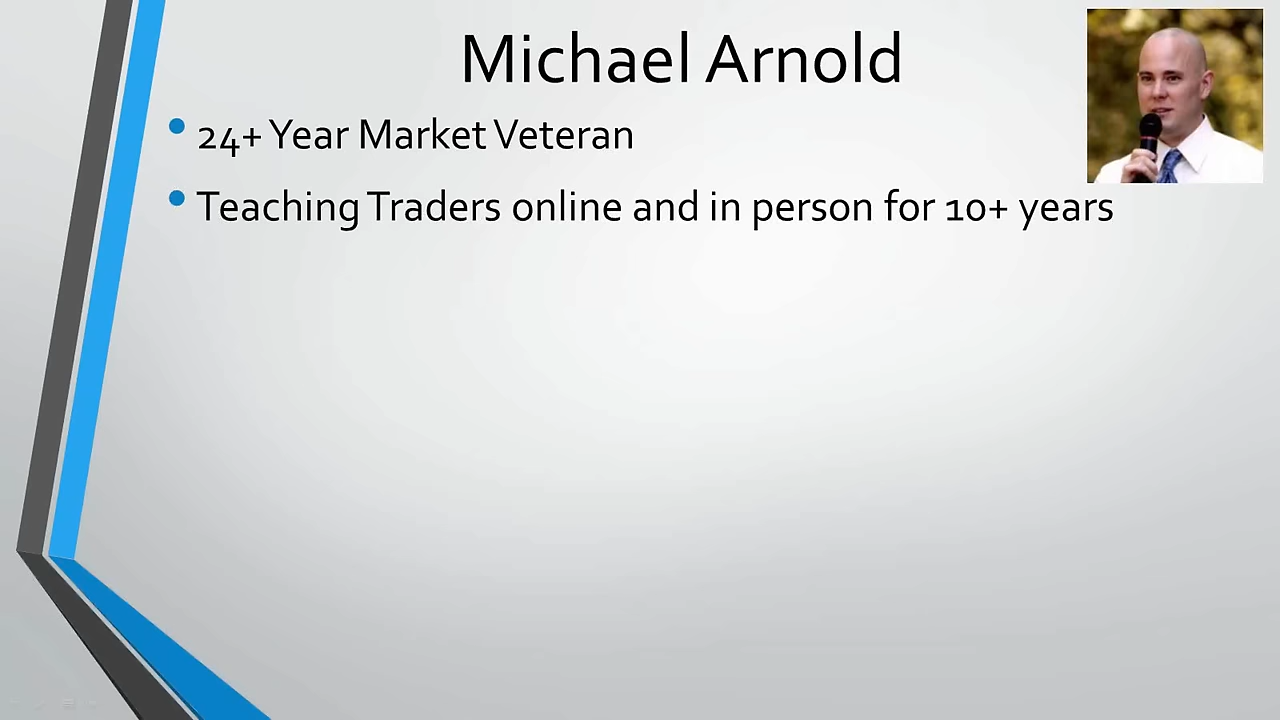 Michael Arnold
24+ Year Market Veteran
Teaching Traders online and in person for 10+ years